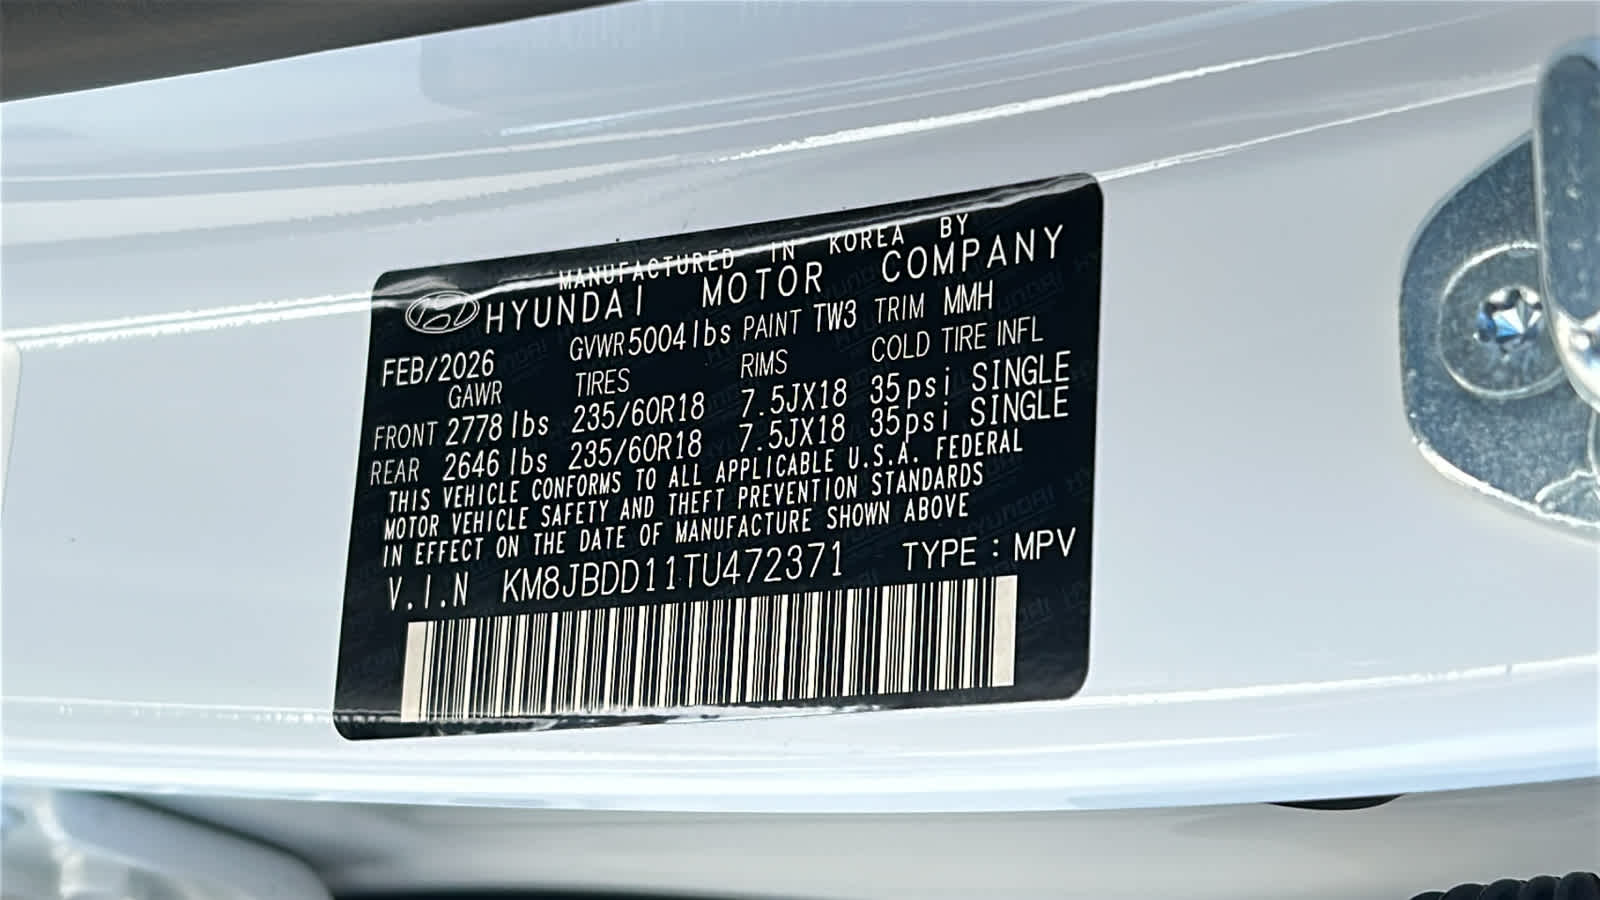 MANUFACTURED IN KOREA BY
HYUNDAI MOTOR COMPANY
FEB/2026 GVWR 5004 lbs PAINT TW3 TRIM MMH
GAWR TIRES RIMS COLD TIRE INFL
FRONT 2778 lbs 235/60R18 7.5JX18 35psi SINGLE
REAR 2646 lbs 235/60R18 7.5JX18 35psi SINGLE
THIS VEHICLE CONFORMS TO ALL APPLICABLE U.S.A. FEDERAL
MOTOR VEHICLE SAFETY AND THEFT PREVENTION STANDARDS
IN EFFECT ON THE DATE OF MANUFACTURE SHOWN ABOVE
V.I.N KM8JBDD11TU472371 TYPE : MPV